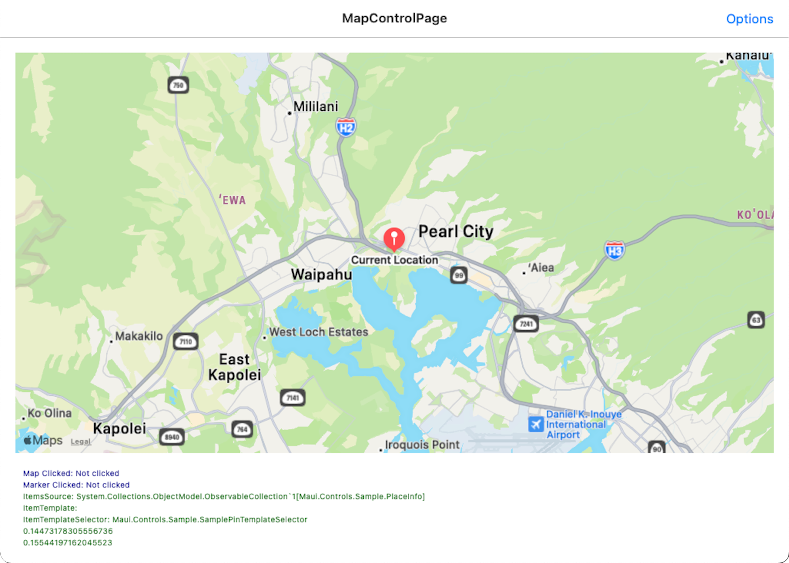 MapControlPage
Options
Kahalu'
750
Mililani
H2
'EWA
KO'OLA
Pearl City
H3
Current Location
Waipahu
99
'Aiea
63
7241
West Loch Estates
Makakilo
7110
East
Kapolei
7141
Ko Olina
Kapolei
764
8940
Daniel K. Inouye
International
Airport
Iroquois Point
90
Maps
Legal
Map Clicked: Not clicked
Marker Clicked: Not clicked
ItemsSource: System.Collections.ObjectModel.ObservableCollection`1[Maui.Controls.Sample.PlaceInfo]
ItemTemplate:
ItemTemplateSelector: Maui.Controls.Sample.SamplePinTemplateSelector
0.14473178305556736
0.15544197162045523